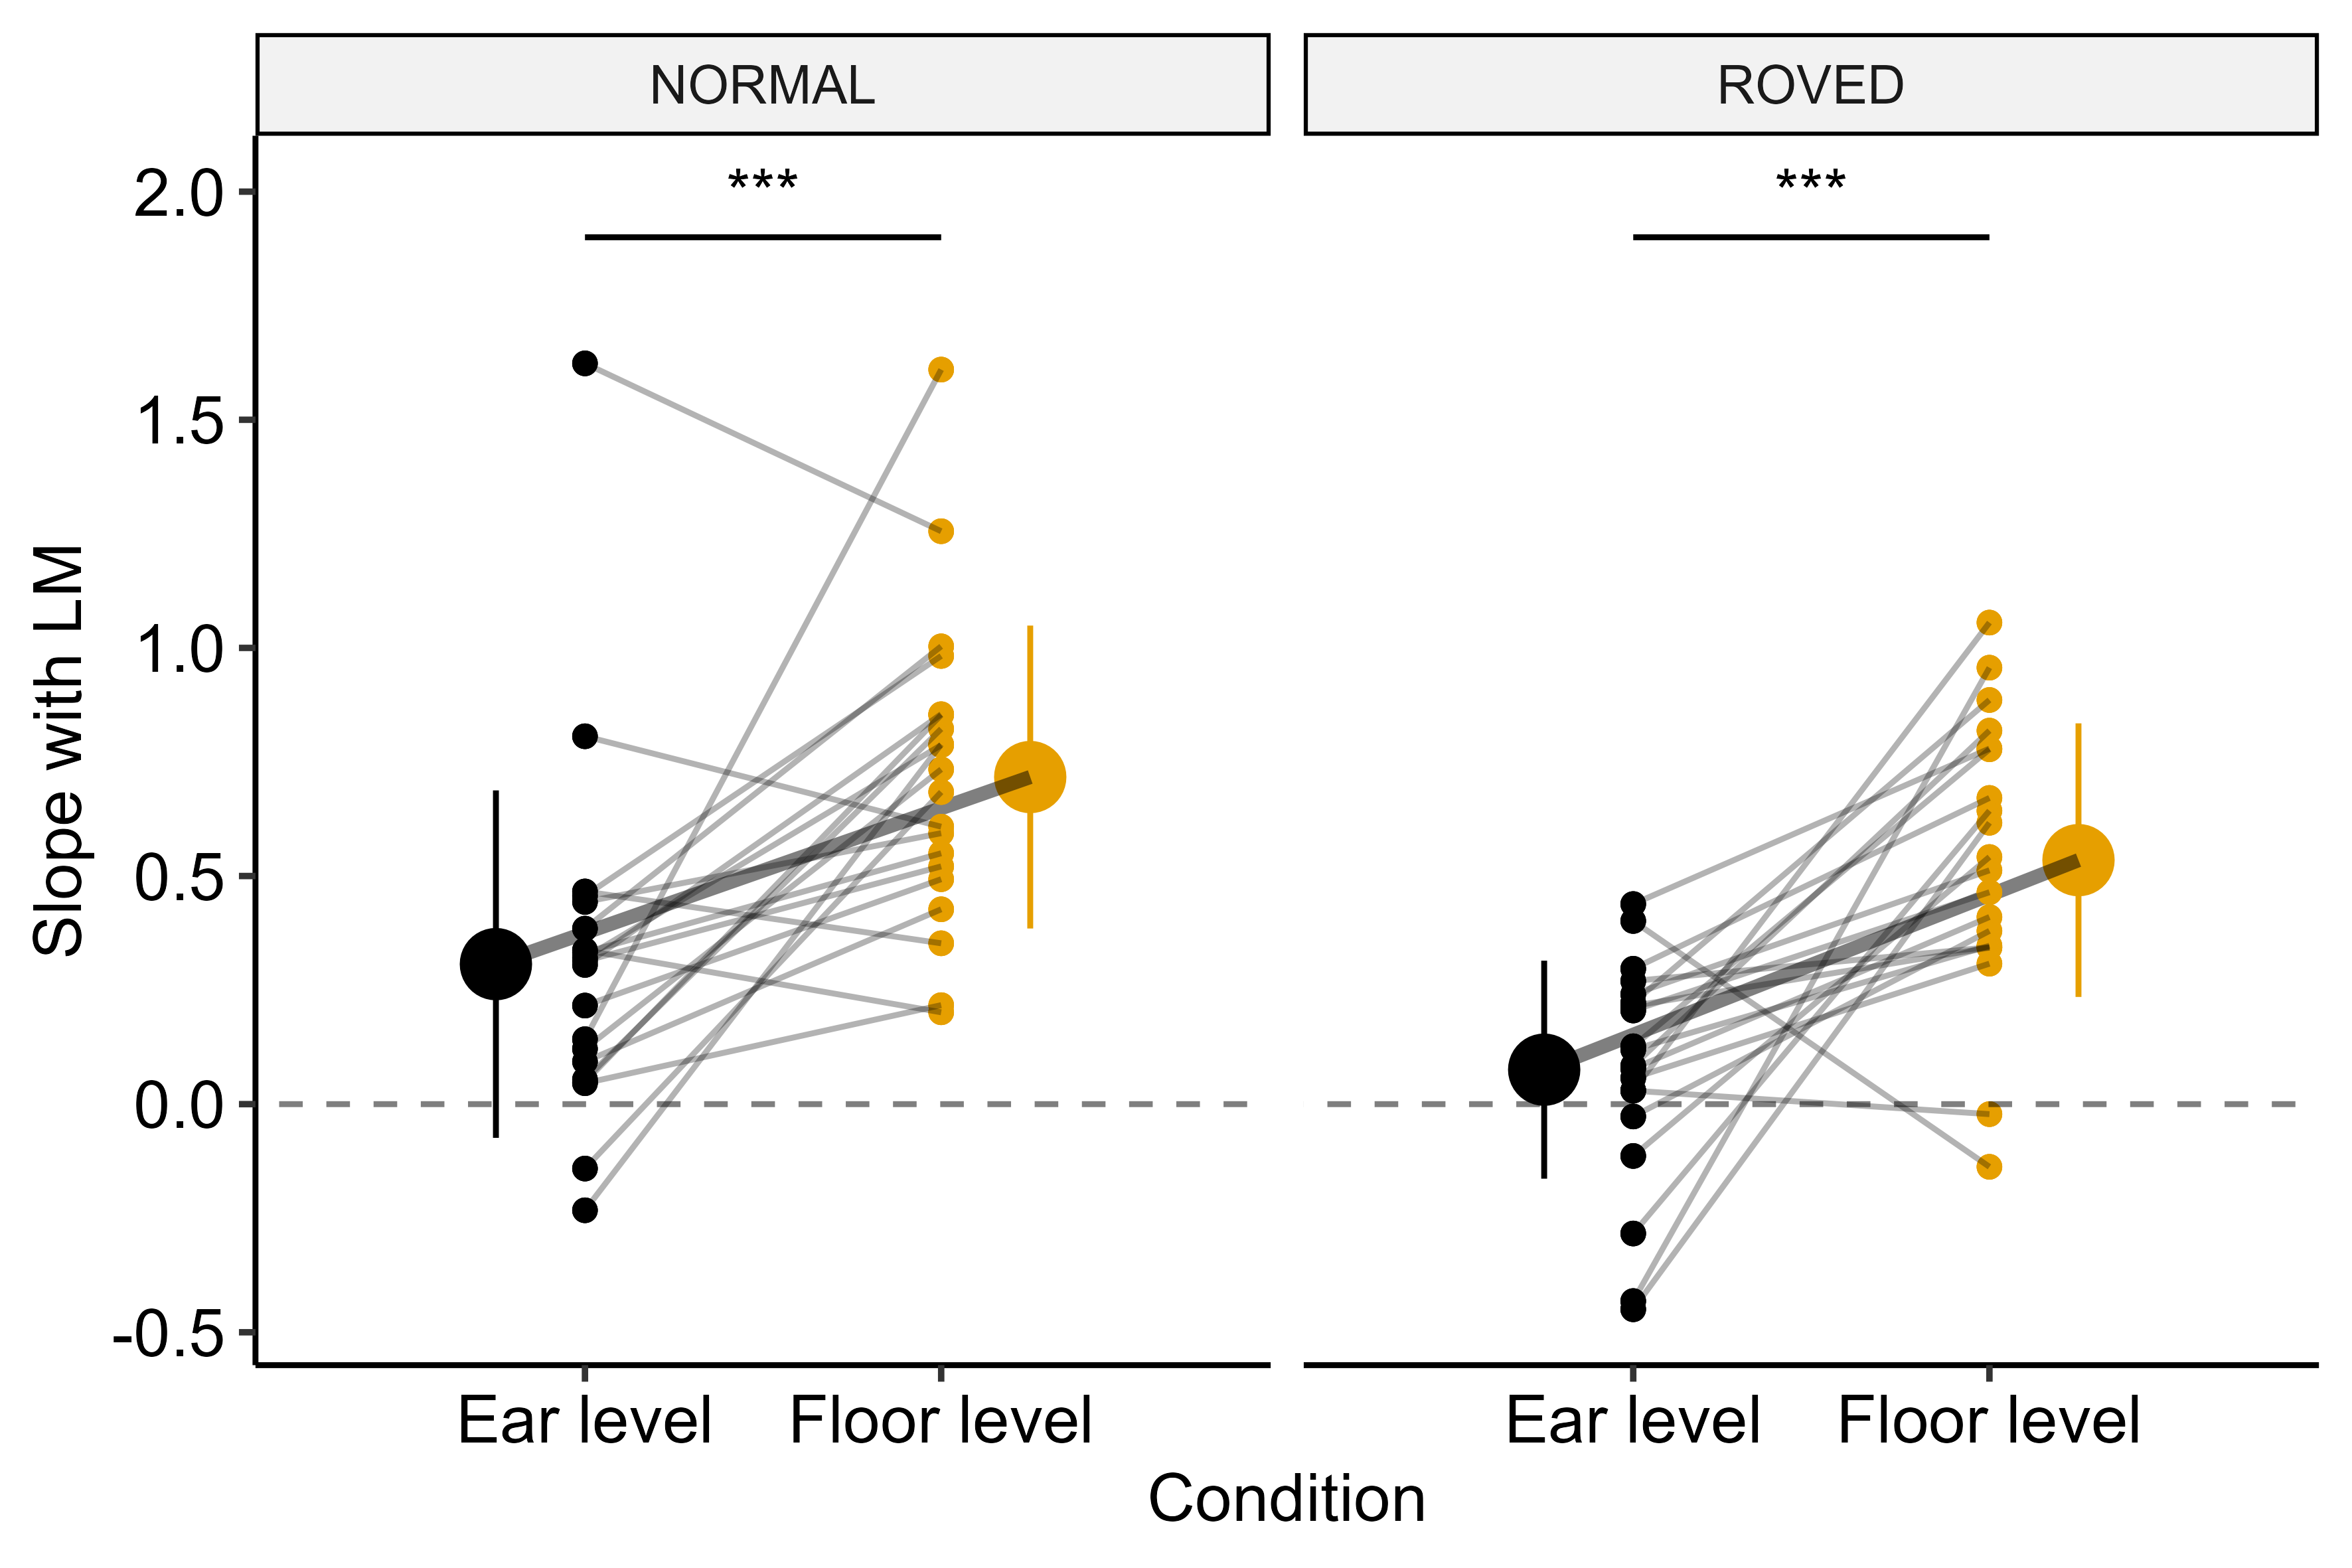 NORMAL
ROVED
***
***
2.0
1.5
1.0
0.5
0.0
-0.5
Slope with LM
Ear level
Floor level
Ear level
Floor level
Condition